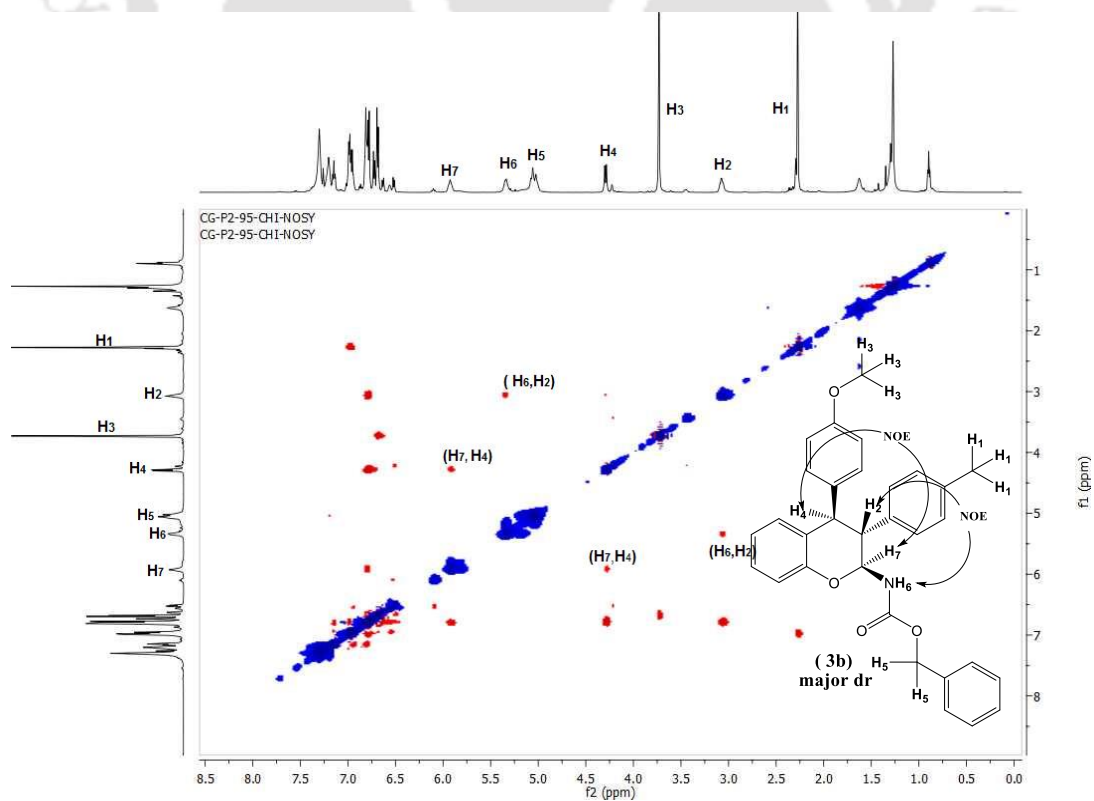 H3
H1
H7
H6
H5
H4
H2
CG-P2-95-CHI-NOSY
CG-P2-95-CHI-NOSY
H1
H2
H3
H4
H5
H6
H7
( H6,H2)
(H7, H4)
(H7,H4)
(H6,H2)
H3
H3
H3
O
NOE
H1
H1
H1
H4
H2
NOE
H7
O
NH6
O
O
( 3b)
major dr
H5
H5
1
2
3
4
5
6
7
8
f1 (ppm)
8.5 8.0 7.5 7.0 6.5 6.0 5.5 5.0 4.5 4.0 3.5 3.0 2.5 2.0 1.5 1.0 0.5 0.0
f2 (ppm)